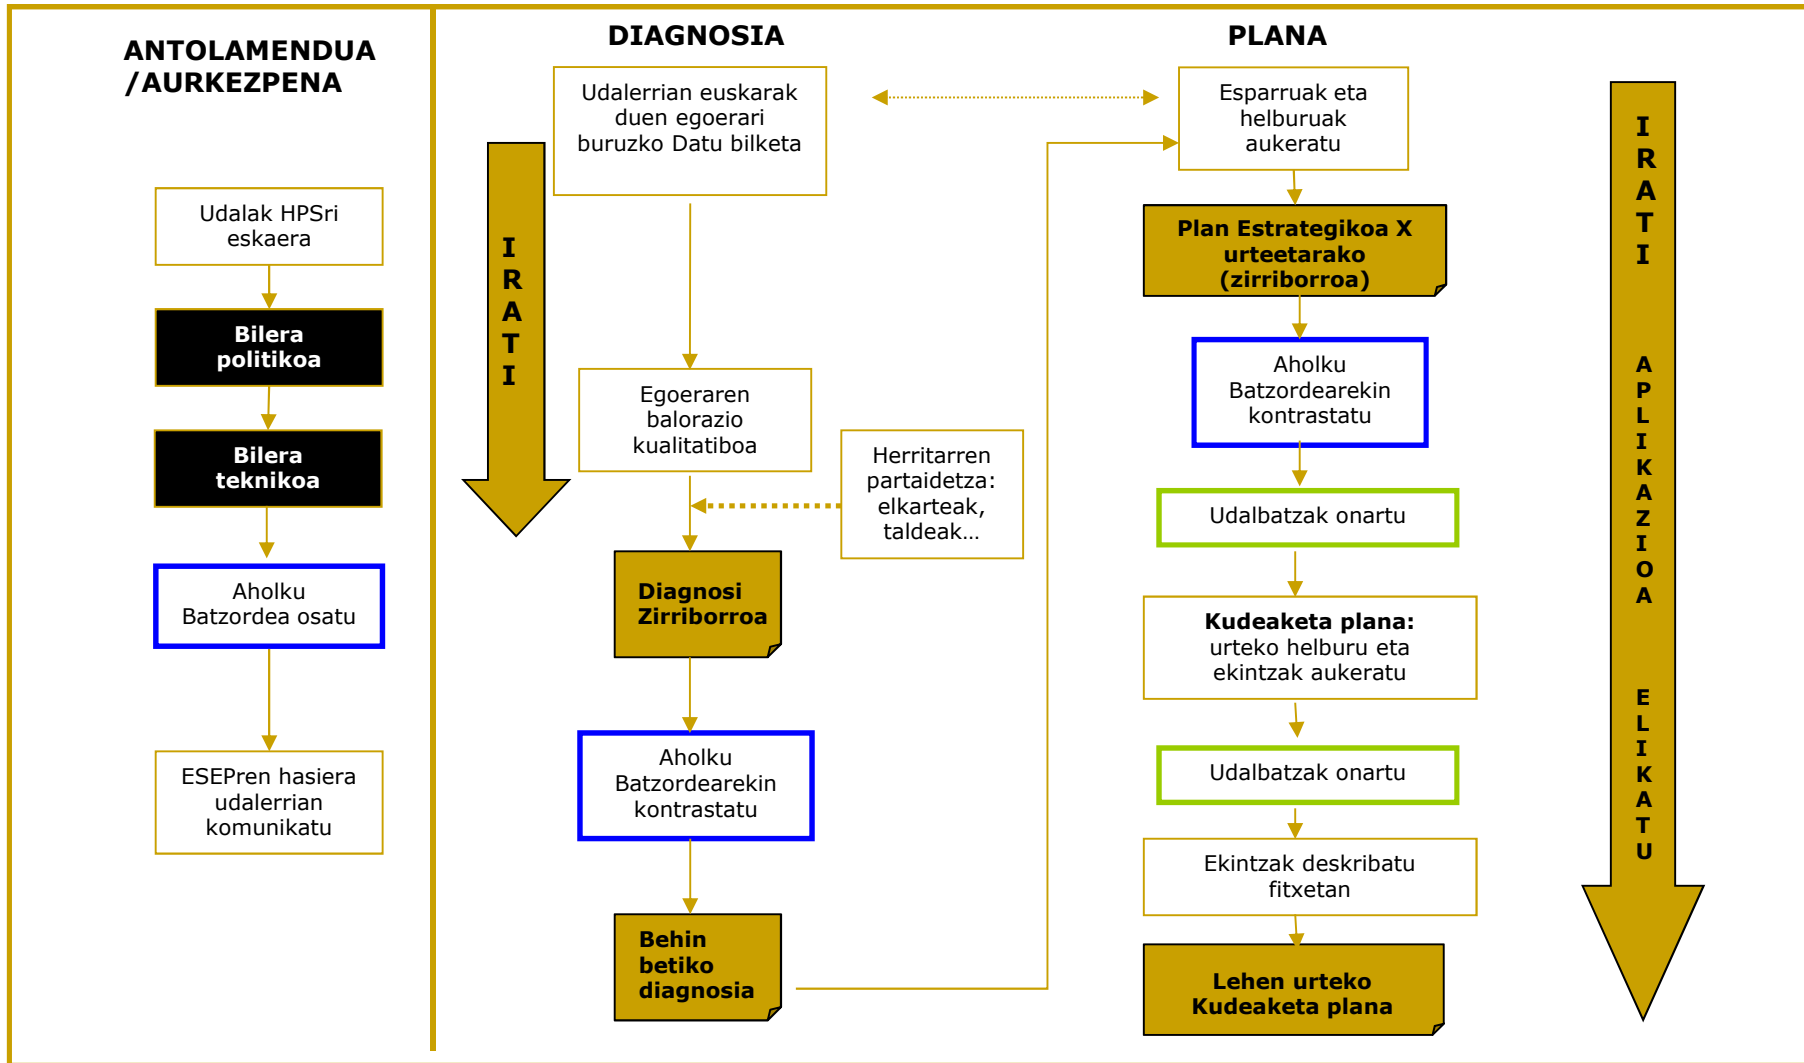 ANTOLAMENDUA
/AURKEZPENA
Udalak HPSri
eskaera
Bilera
politikoa
Bilera
teknikoa
Aholku
Batzordea osatu
ESEPren hasiera
udalerrian
komunikatu
DIAGNOSIA
Udalerrian euskarak
duen egoerari
buruzko Datu bilketa
I
R
A
T
I
Egoeraren
balorazio
kualitatiboa
Herritarren
partaidetza:
elkarteak,
taldeak…
Diagnosi
Zirriborroa
Aholku
Batzordearekin
kontrastatu
Behin
betiko
diagnosia
PLANA
Esparruak eta
helburuak
aukeratu
Plan Estrategikoa X
urteetarako
(zirriborroa)
Aholku
Batzordearekin
kontrastatu
Udalbatzak onartu
Kudeaketa plana:
urteko helburu eta
ekintzak aukeratu
Udalbatzak onartu
Ekintzak deskribatu
fitxetan
Lehen urteko
Kudeaketa plana
I
R
A
T
I
A
P
L
I
K
A
Z
I
O
A
E
L
I
K
A
T
U